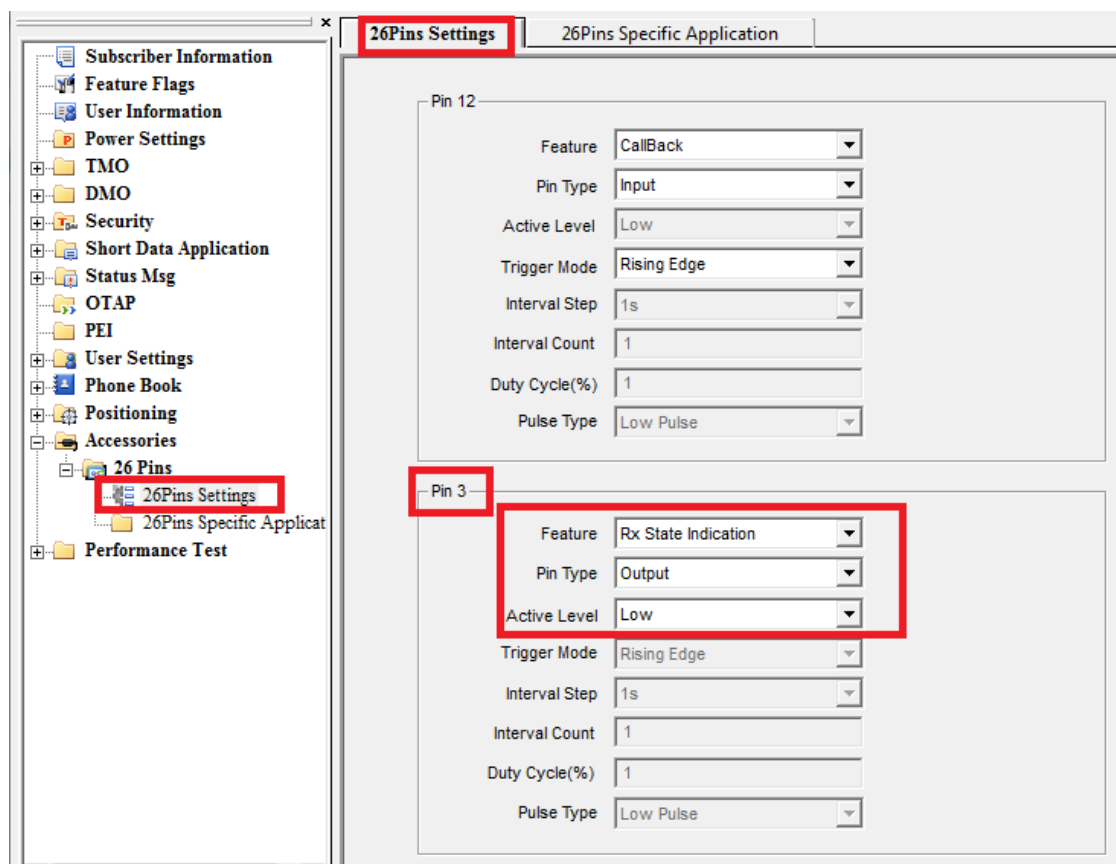 Subscriber Information
Feature Flags
User Information
Power Settings
TMO
DMO
Security
Short Data Application
Status Msg
OTAP
PEI
User Settings
Phone Book
Positioning
Accessories
26 Pins
26Pins Settings
26Pins Specific Applicat
Performance Test
26Pins Settings 26Pins Specific Application
Pin 12
Feature CallBack
Pin Type Input
Active Level Low
Trigger Mode Rising Edge
Interval Step 1s
Interval Count 1
Duty Cycle(%) 1
Pulse Type Low Pulse
Pin 3
Feature Rx State Indication
Pin Type Output
Active Level Low
Trigger Mode Rising Edge
Interval Step 1s
Interval Count 1
Duty Cycle(%) 1
Pulse Type Low Pulse